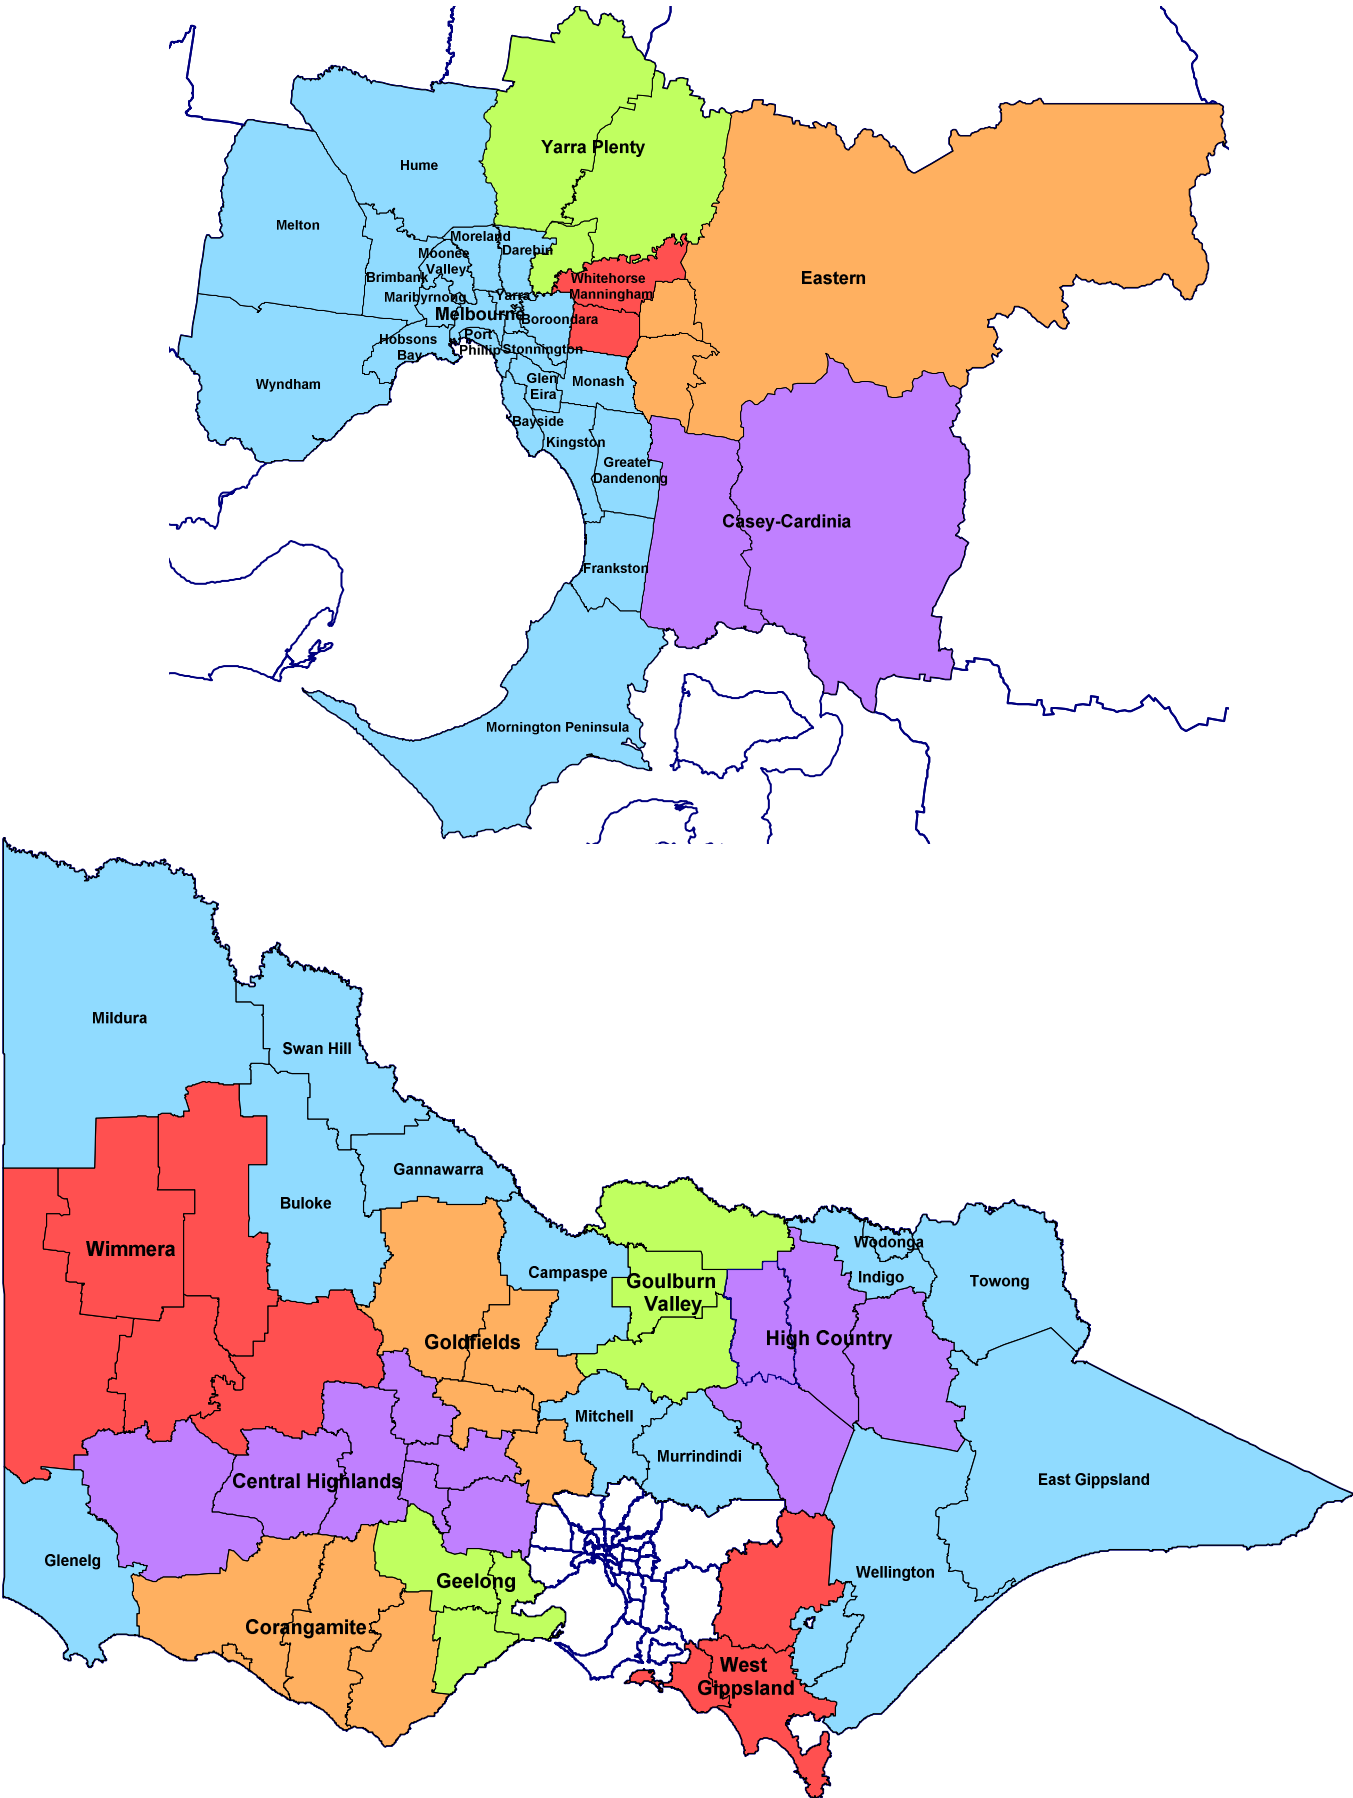 Yarra Plenty
Hume
Melton
Moreland
Darebin
Moonee
Valley
Brimbank
Maribyrnong
Yarra
Whitehorse
Manningham
Eastern
Melbourne
Boroondara
Port
Phillip
Stonnington
Hobsons
Bay
Wyndham
Glen
Eira
Monash
Bayside
Kingston
Greater
Dandenong
Casey-Cardinia
Frankston
Mornington Peninsula
Mildura
Swan Hill
Gannawarra
Buloke
Wimmera
Campaspe
Goulburn
Valley
Wodonga
Indigo
Towong
Goldfields
High Country
Mitchell
Murrindindi
Central Highlands
East Gippsland
Glenelg
Geelong
Wellington
Corangamite
West
Gippsland